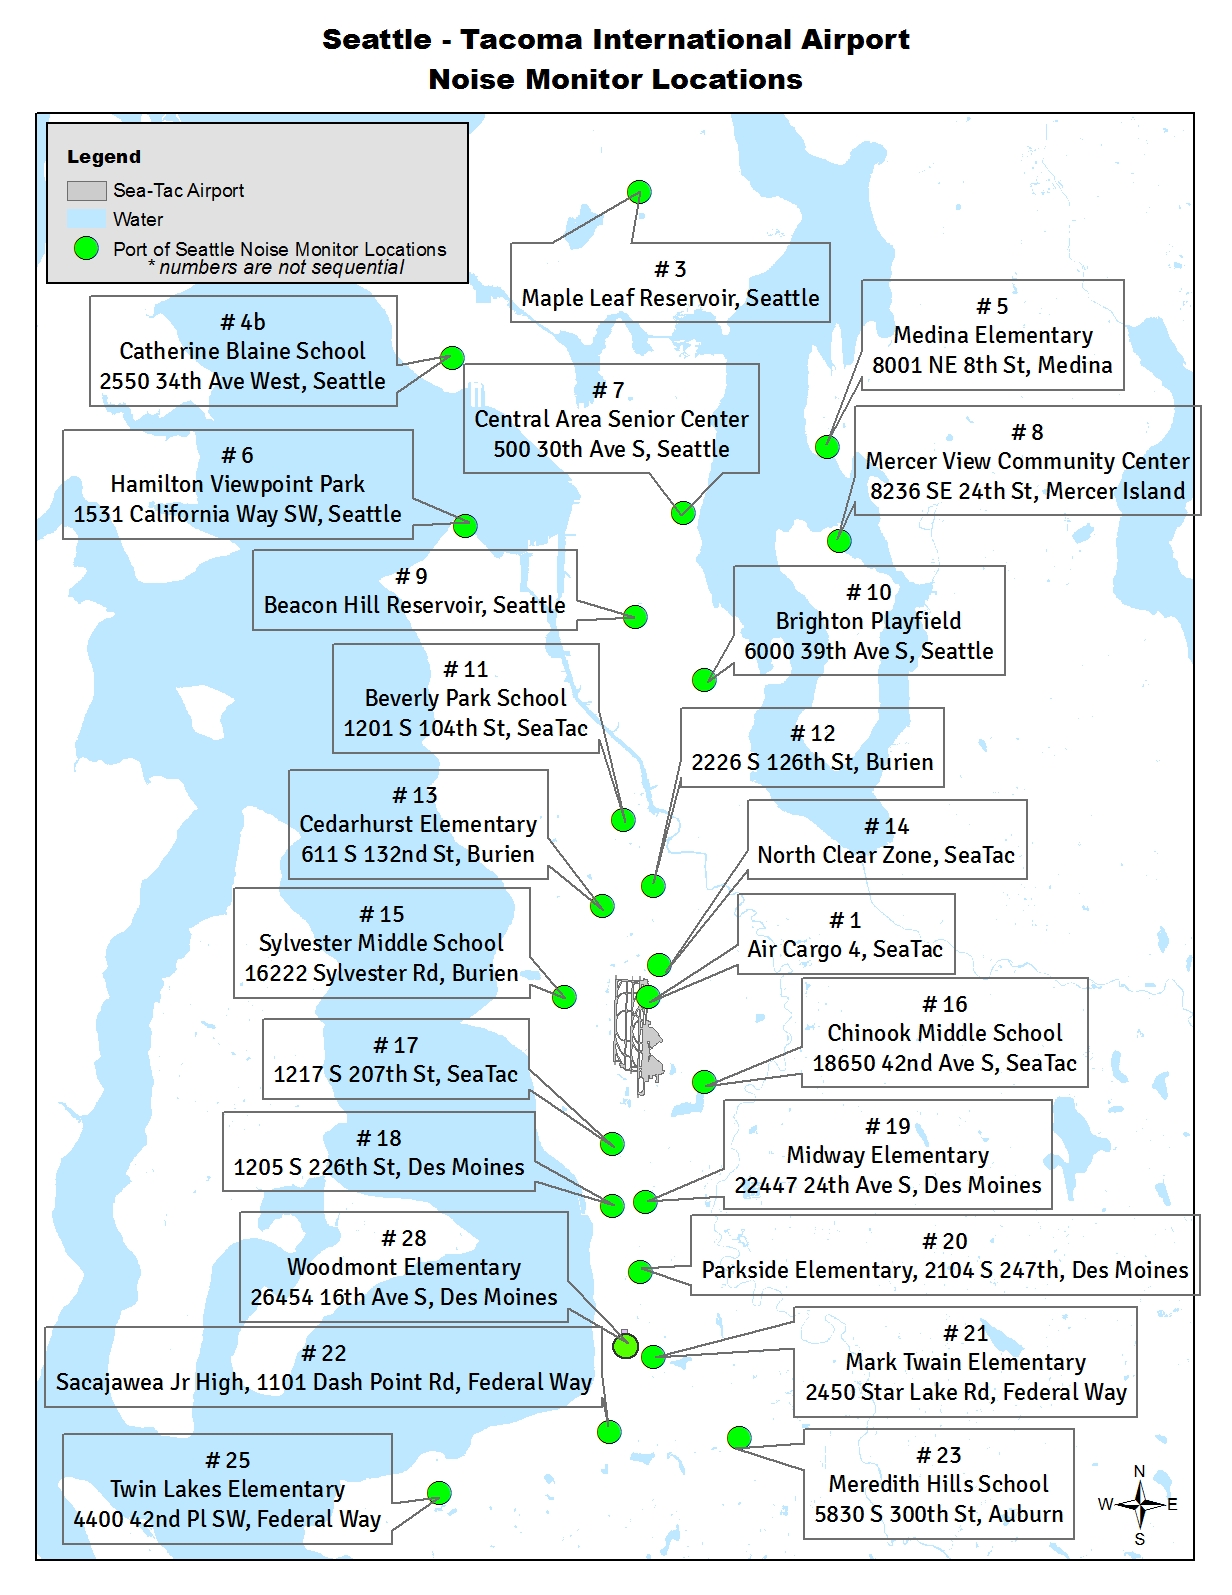 Seattle - Tacoma International Airport
Noise Monitor Locations
Legend
Sea-Tac Airport
Water
Port of Seattle Noise Monitor Locations
* numbers are not sequential
# 3
Maple Leaf Reservoir, Seattle
# 4b
Catherine Blaine School
2550 34th Ave West, Seattle
# 5
Medina Elementary
8001 NE 8th St, Medina
# 7
Central Area Senior Center
500 30th Ave S, Seattle
# 8
Mercer View Community Center
8236 SE 24th St, Mercer Island
# 6
Hamilton Viewpoint Park
1531 California Way SW, Seattle
# 9
Beacon Hill Reservoir, Seattle
# 10
Brighton Playfield
6000 39th Ave S, Seattle
# 11
Beverly Park School
1201 S 104th St, SeaTac
# 12
2226 S 126th St, Burien
# 13
Cedarhurst Elementary
611 S 132nd St, Burien
# 14
North Clear Zone, SeaTac
# 15
Sylvester Middle School
16222 Sylvester Rd, Burien
# 1
Air Cargo 4, SeaTac
# 16
Chinook Middle School
18650 42nd Ave S, SeaTac
# 17
1217 S 207th St, SeaTac
# 18
1205 S 226th St, Des Moines
# 19
Midway Elementary
22447 24th Ave S, Des Moines
# 28
Woodmont Elementary
26454 16th Ave S, Des Moines
# 20
Parkside Elementary, 2104 S 247th, Des Moines
# 22
Sacajawea Jr High, 1101 Dash Point Rd, Federal Way
# 21
Mark Twain Elementary
2450 Star Lake Rd, Federal Way
# 25
Twin Lakes Elementary
4400 42nd Pl SW, Federal Way
# 23
Meredith Hills School
5830 S 300th St, Auburn
N
W E
S